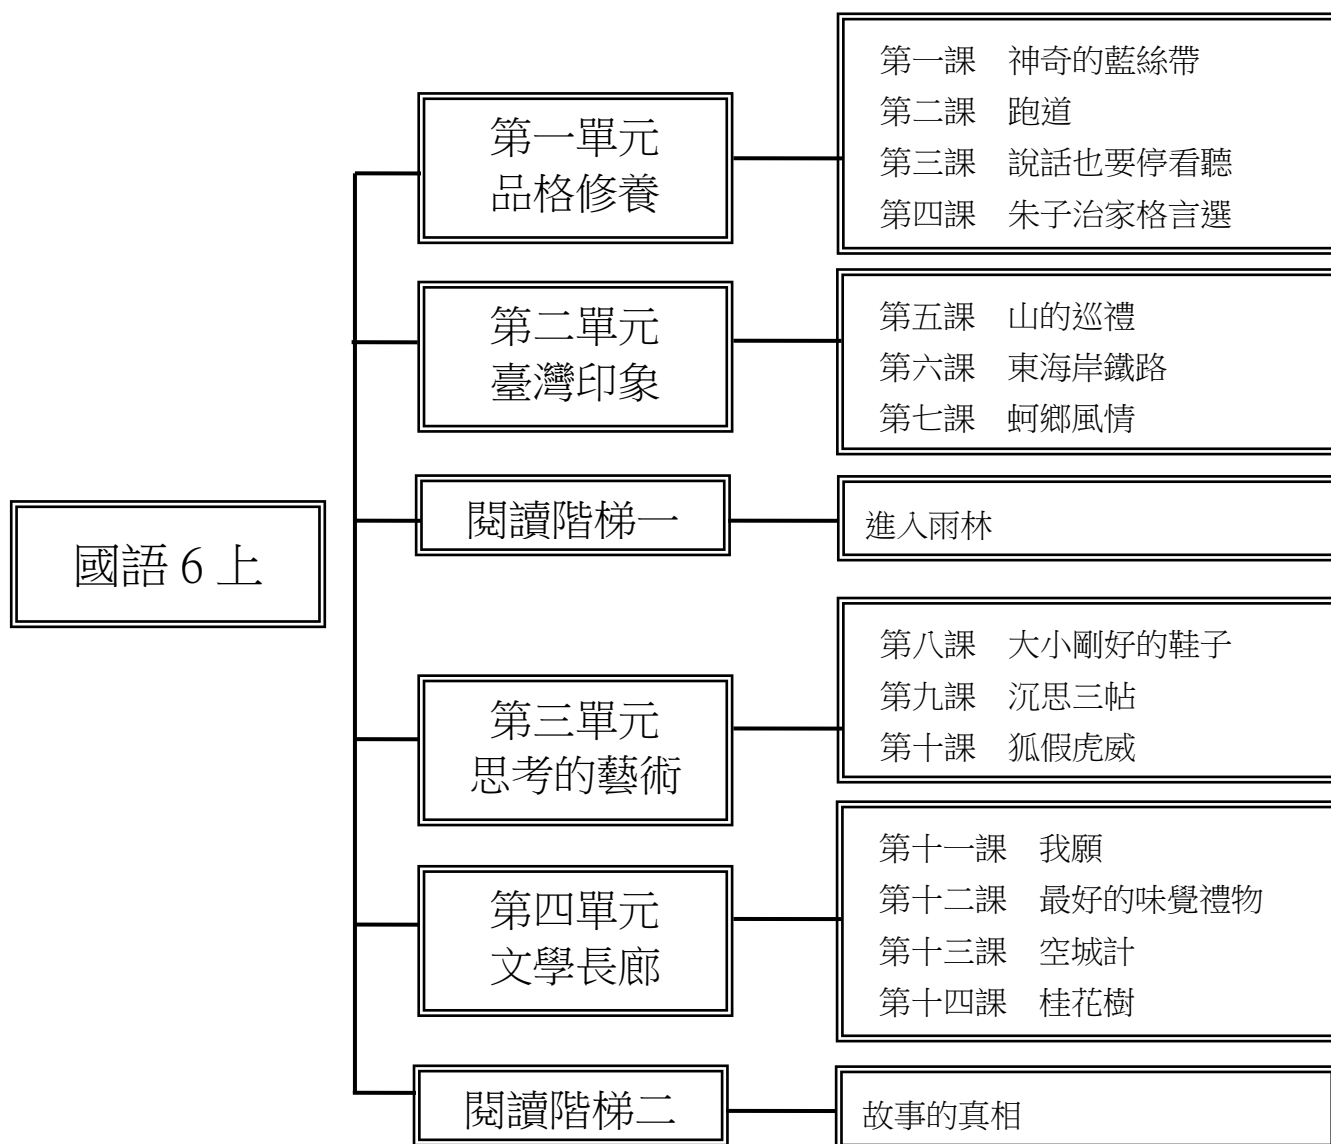 國語 6 上
第一單元
品格修養
第一課　神奇的藍絲帶
第二課　跑道
第三課　說話也要停看聽
第四課　朱子治家格言選
第二單元
臺灣印象
第五課　山的巡禮
第六課　東海岸鐵路
第七課　蚵鄉風情
閱讀階梯一
進入雨林
第三單元
思考的藝術
第八課　大小剛好的鞋子
第九課　沉思三帖
第十課　狐假虎威
第四單元
文學長廊
第十一課　我願
第十二課　最好的味覺禮物
第十三課　空城計
第十四課　桂花樹
閱讀階梯二
故事的真相